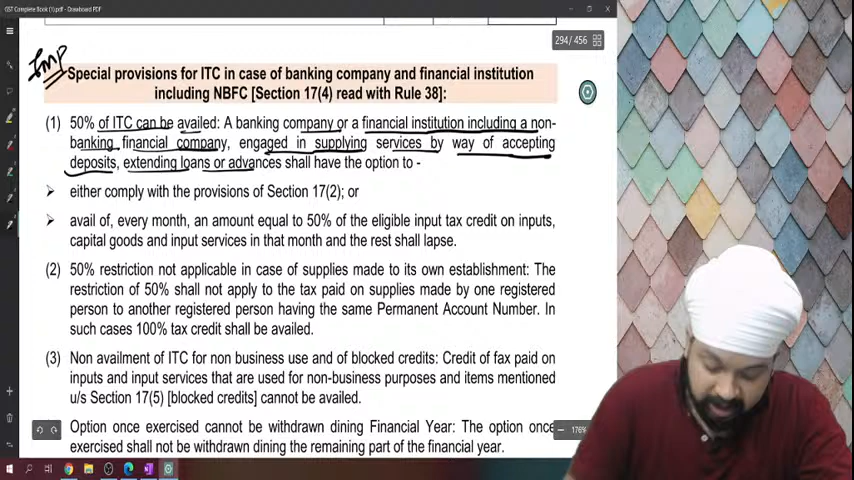 GST Complete Book (1).pdf - Drawboard PDF
294 / 456
Imp
Special provisions for ITC in case of banking company and financial institution
including NBFC [Section 17(4) read with Rule 38]:
(1) 50% of ITC can be availed: A banking company or a financial institution including a non-
banking financial company, engaged in supplying services by way of accepting
deposits, extending loans or advances shall have the option to -
either comply with the provisions of Section 17(2); or
avail of, every month, an amount equal to 50% of the eligible input tax credit on inputs,
capital goods and input services in that month and the rest shall lapse.
(2) 50% restriction not applicable in case of supplies made to its own establishment: The
restriction of 50% shall not apply to the tax paid on supplies made by one registered
person to another registered person having the same Permanent Account Number. In
such cases 100% tax credit shall be availed.
(3) Non availment of ITC for non business use and of blocked credits: Credit of fax paid on
inputs and input services that are used for non-business purposes and items mentioned
u/s Section 17(5) [blocked credits] cannot be availed.
Option once exercised cannot be withdrawn dining Financial Year: The option once
exercised shall not be withdrawn dining the remaining part of the financial year.
176%